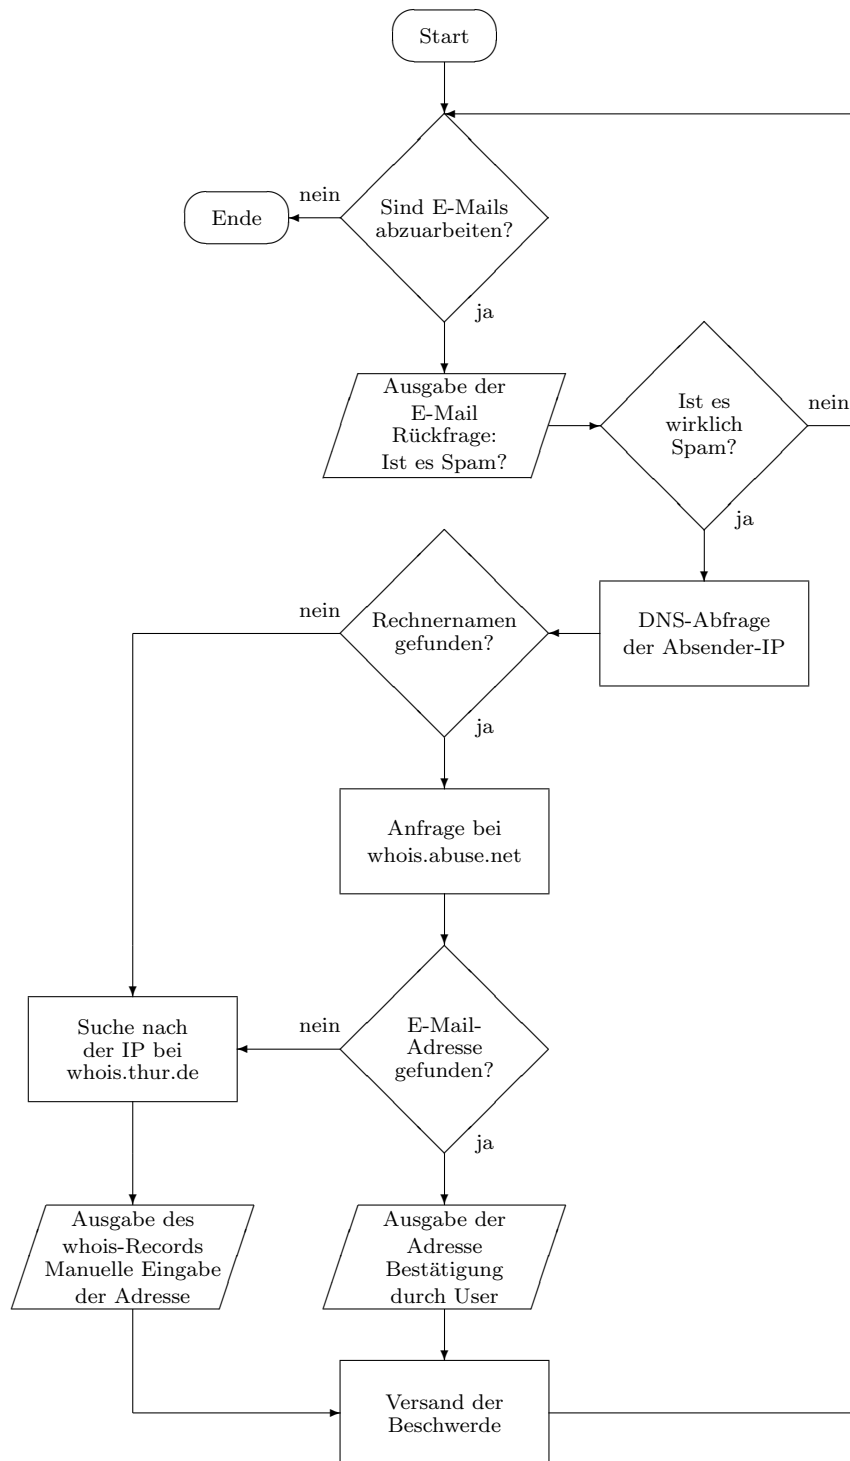 Start
nein
Ende
Sind E-Mails
abzuarbeiten?
ja
Ausgabe der
E-Mail
Rückfrage:
Ist es Spam?
Ist es
wirklich
Spam?
nein
ja
DNS-Abfrage
der Absender-IP
Rechnernamen
gefunden?
nein
ja
Anfrage bei
whois.abuse.net
E-Mail-
Adresse
gefunden?
nein
ja
Suche nach
der IP bei
whois.thur.de
Ausgabe des
whois-Records
Manuelle Eingabe
der Adresse
Ausgabe der
Adresse
Bestätigung
durch User
Versand der
Beschwerde